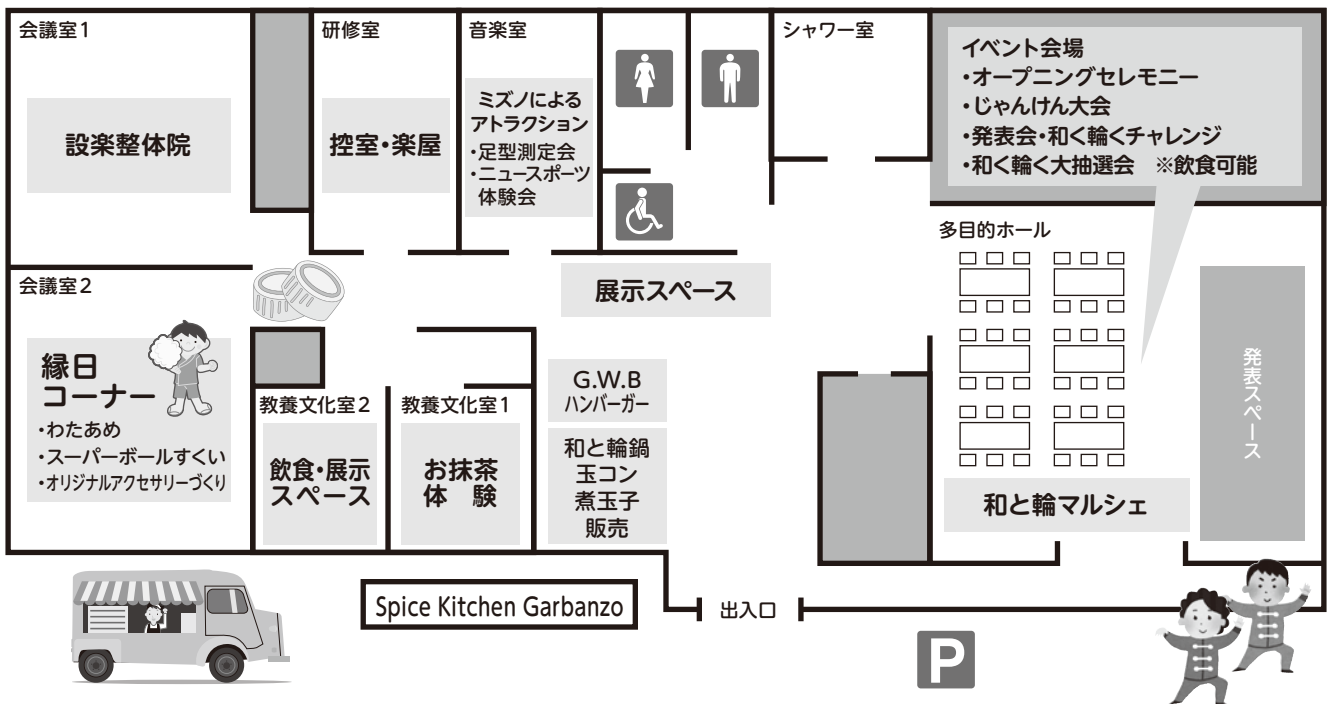 会議室1
設楽整体院
研修室
控室・楽屋
音楽室
ミズノによる
アトラクション
・足型測定会
・ニュースポーツ
体験会
シャワー室
イベント会場
・オープニングセレモニー
・じゃんけん大会
・発表会・和く輪くチャレンジ
・和く輪く大抽選会　※飲食可能
多目的ホール
展示スペース
会議室2
縁日
コーナー
・わたあめ
・スーパーボールすくい
・オリジナルアクセサリーづくり
教養文化室2
飲食・展示
スペース
教養文化室1
お抹茶
体　験
G.W.B
ハンバーガー
和と輪鍋
玉コン
煮玉子
販売
発表スペース
和と輪マルシェ
Spice Kitchen Garbanzo
出入口
P